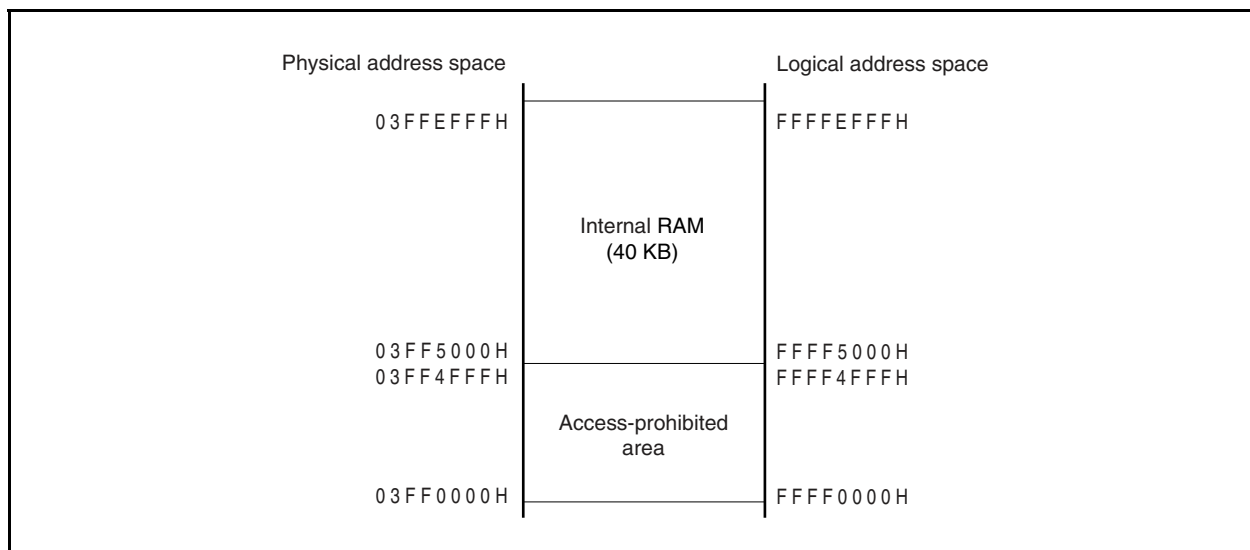 Physical address space
Logical address space
03FFEFFFH
FFFFEFFFH
Internal RAM
(40 KB)
03FF5000H
FFFF5000H
03FF4FFFH
FFFF4FFFH
Access-prohibited
area
03FF0000H
FFFF0000H